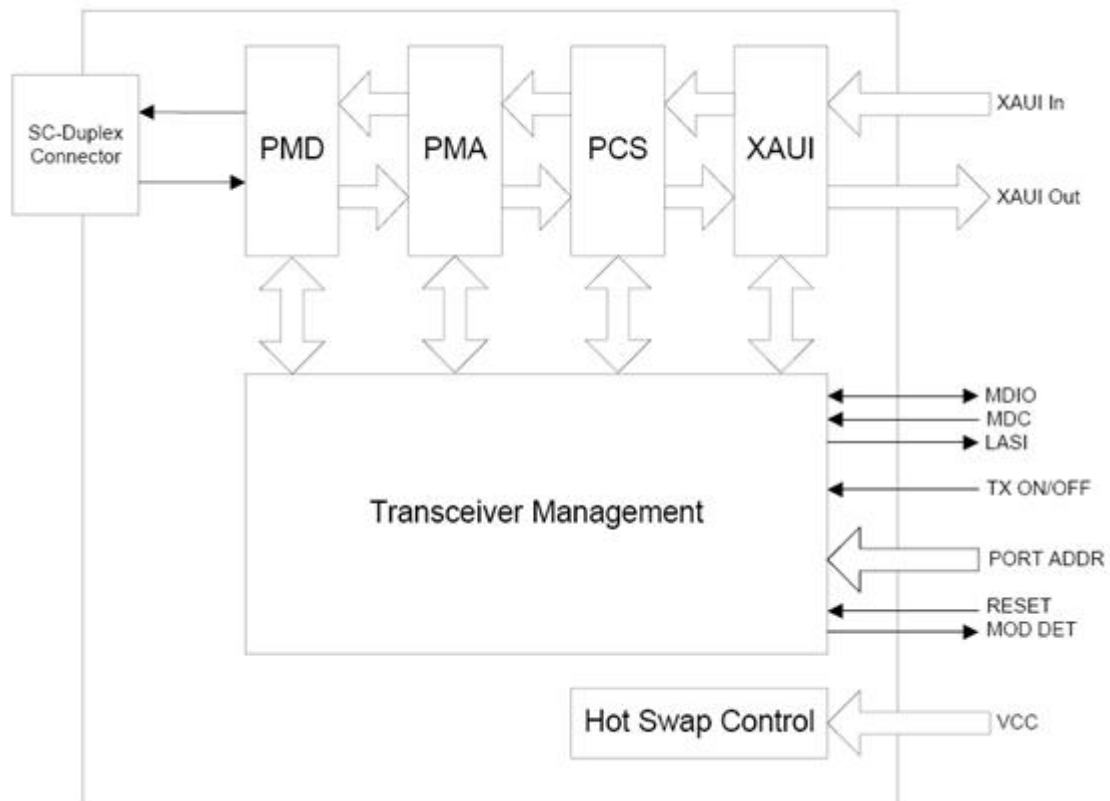 SC-Duplex
Connector
PMD
PMA
PCS
XAUI
XAUI In
XAUI Out
Transceiver Management
MDIO
MDC
LASI
TX ON/OFF
PORT ADDR
RESET
MOD DET
Hot Swap Control
VCC